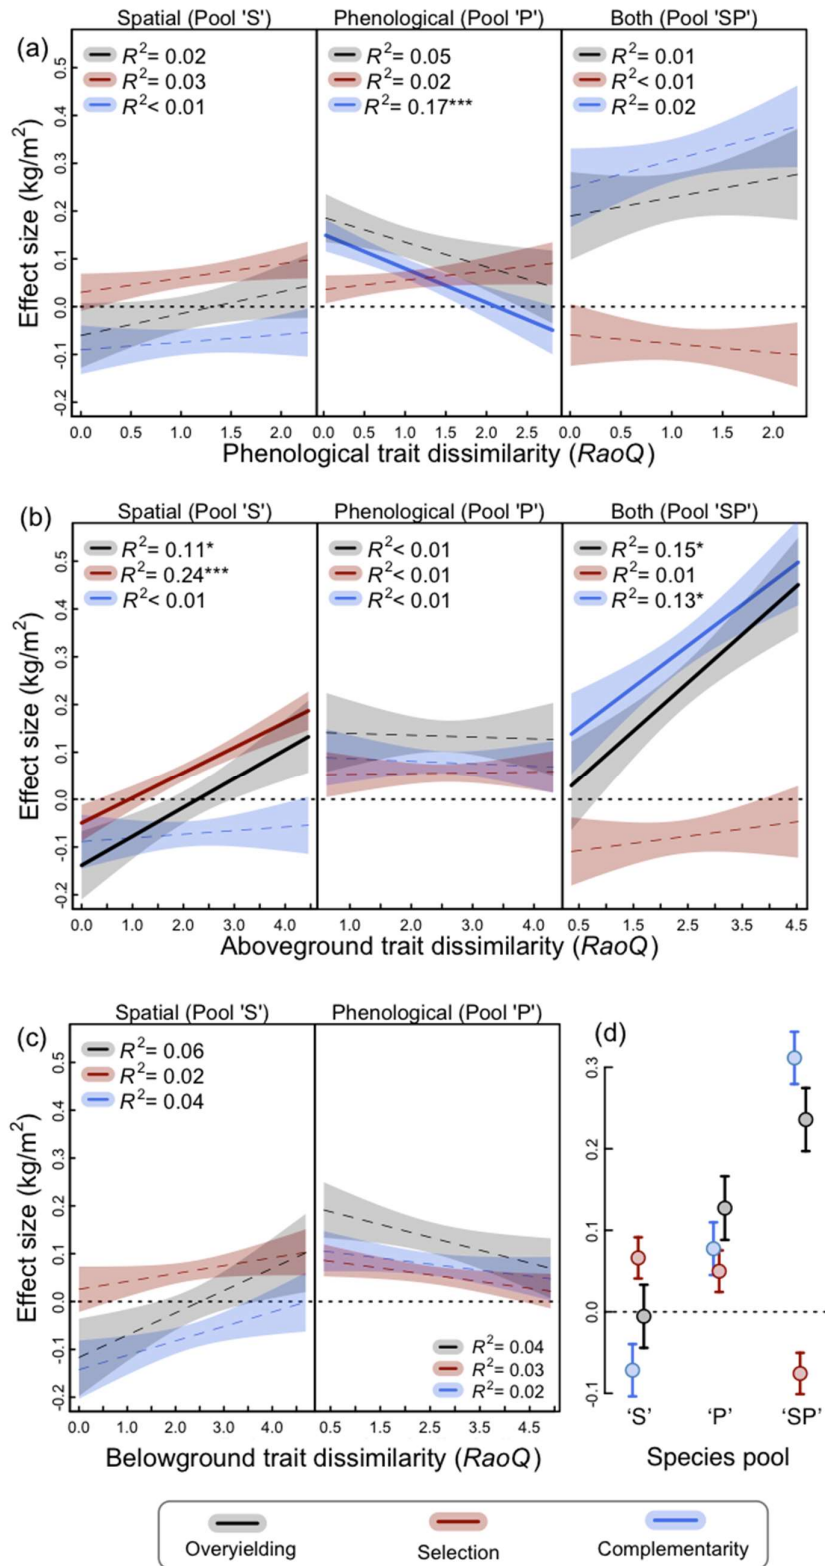 (a)
Spatial (Pool 'S') Phenological (Pool 'P') Both (Pool 'SP')
R²= 0.02 R²= 0.05 R²= 0.01
R²= 0.03 R²= 0.02 R²< 0.01
R²< 0.01 R²= 0.17*** R²= 0.02
Effect size (kg/m²)
0.5
0.4
0.3
0.2
0.1
0.0
-0.1
-0.2
0.0 0.5 1.0 1.5 2.0 0.0 0.5 1.0 1.5 2.0 2.5 0.0 0.5 1.0 1.5 2.0
Phenological trait dissimilarity (RaoQ)
(b)
Spatial (Pool 'S') Phenological (Pool 'P') Both (Pool 'SP')
R²= 0.11* R²< 0.01 R²= 0.15*
R²= 0.24*** R²< 0.01 R²= 0.01
R²< 0.01 R²< 0.01 R²= 0.13*
Effect size (kg/m²)
0.5
0.4
0.3
0.2
0.1
0.0
-0.1
-0.2
0.0 1.0 2.0 3.0 4.0 1.0 2.0 3.0 4.0 0.5 1.5 2.5 3.5 4.5
Aboveground trait dissimilarity (RaoQ)
(c)
Spatial (Pool 'S') Phenological (Pool 'P')
R²= 0.06
R²= 0.02
R²= 0.04
R²= 0.04
R²= 0.03
R²= 0.02
Effect size (kg/m²)
0.5
0.4
0.3
0.2
0.1
0.0
-0.1
-0.2
0.0 1.0 2.0 3.0 4.0 0.5 1.5 2.5 3.5 4.5
Belowground trait dissimilarity (RaoQ)
(d)
0.3
0.2
0.1
0.0
-0.1
‘S’ ‘P’ ‘SP’
Species pool
Overyielding Selection Complementarity